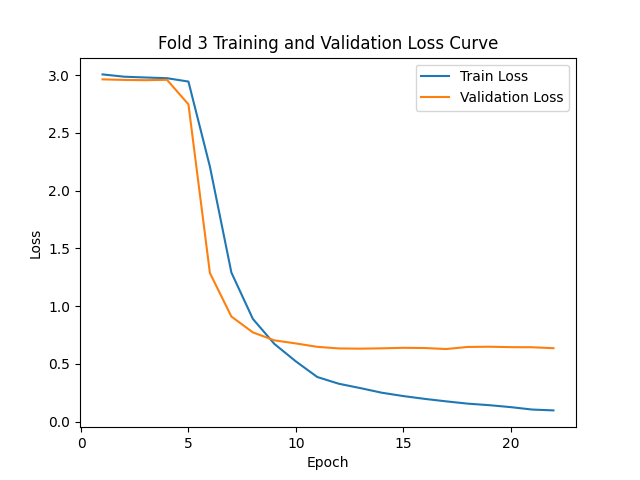 Fold 3 Training and Validation Loss Curve
Train Loss
Validation Loss
3.0
2.5
2.0
1.5
1.0
0.5
0.0
Loss
0 5 10 15 20
Epoch